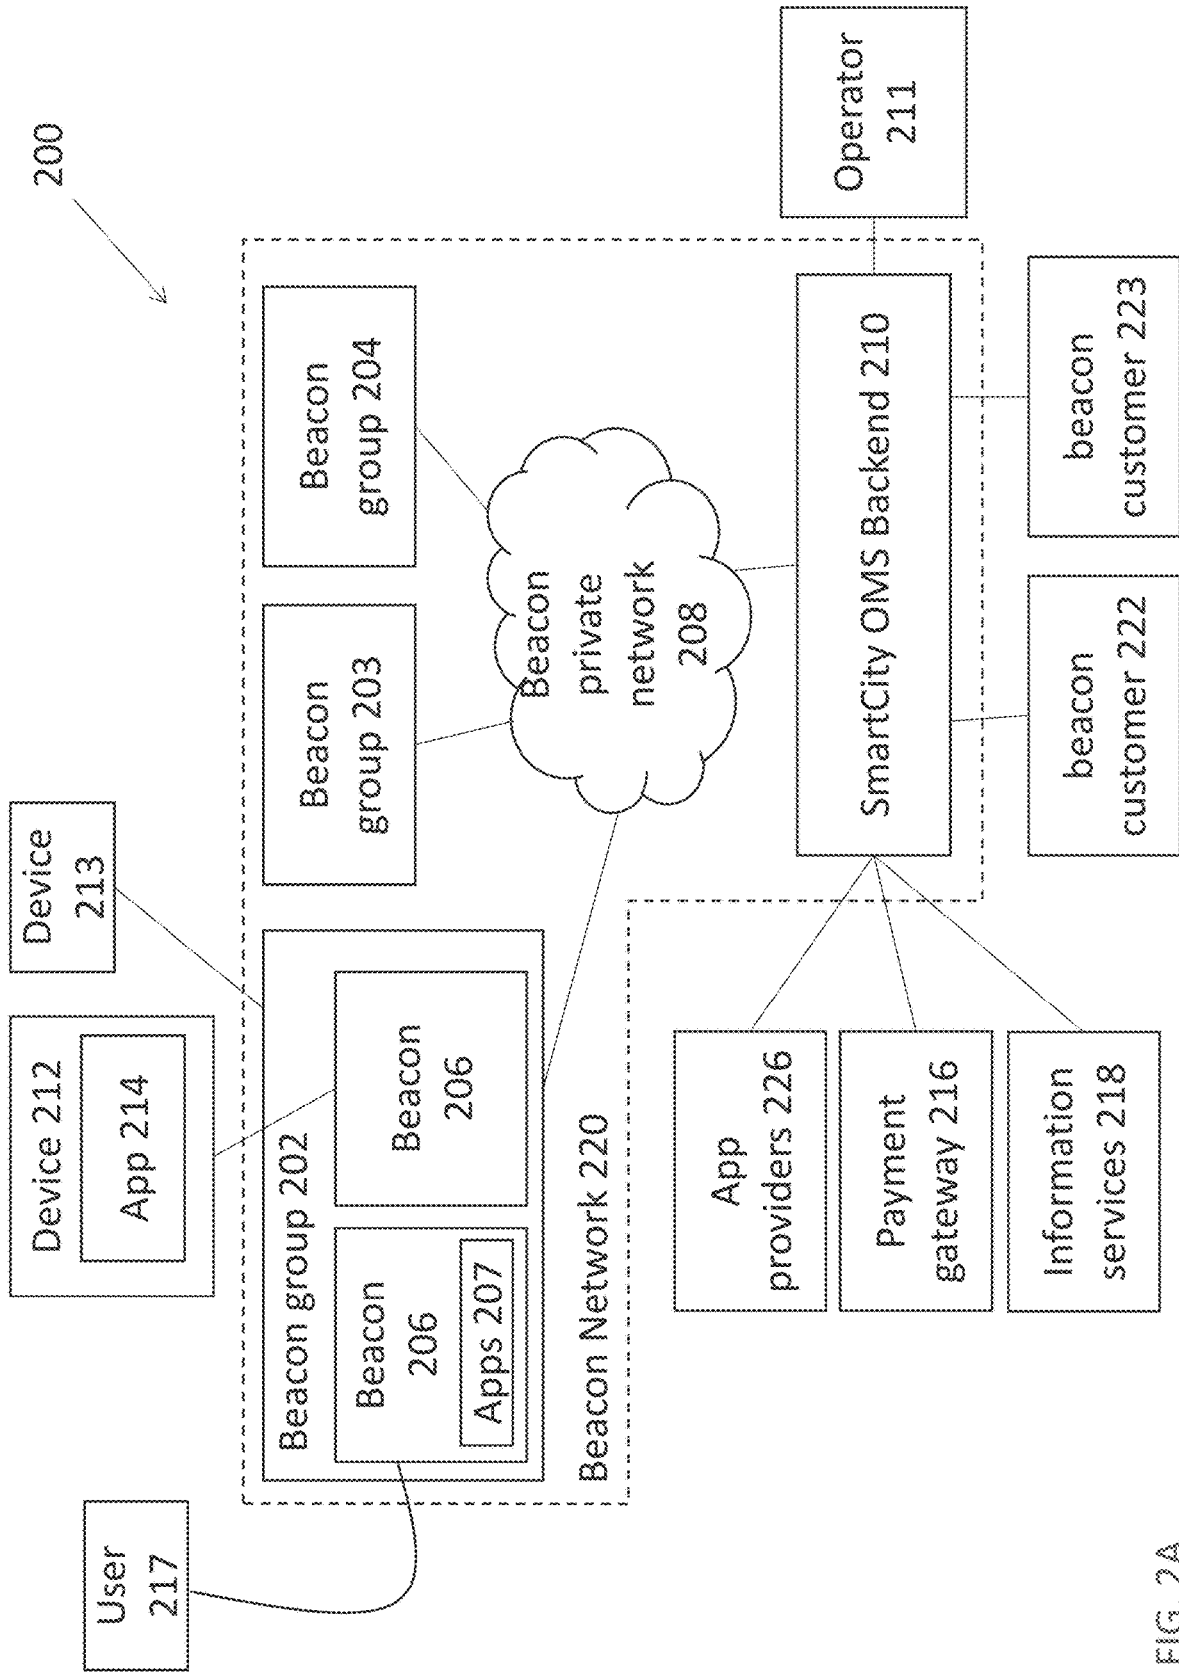 200
User
217
Device 212
App 214
Device
213
Beacon group 202
Beacon
206
Apps 207
Beacon
206
Beacon
group 203
Beacon
group 204
Beacon
private
network
208
Beacon Network 220
App
providers 226
Payment
gateway 216
Information
services 218
SmartCity OMS Backend 210
Operator
211
beacon
customer 222
beacon
customer 223
FIG. 2A